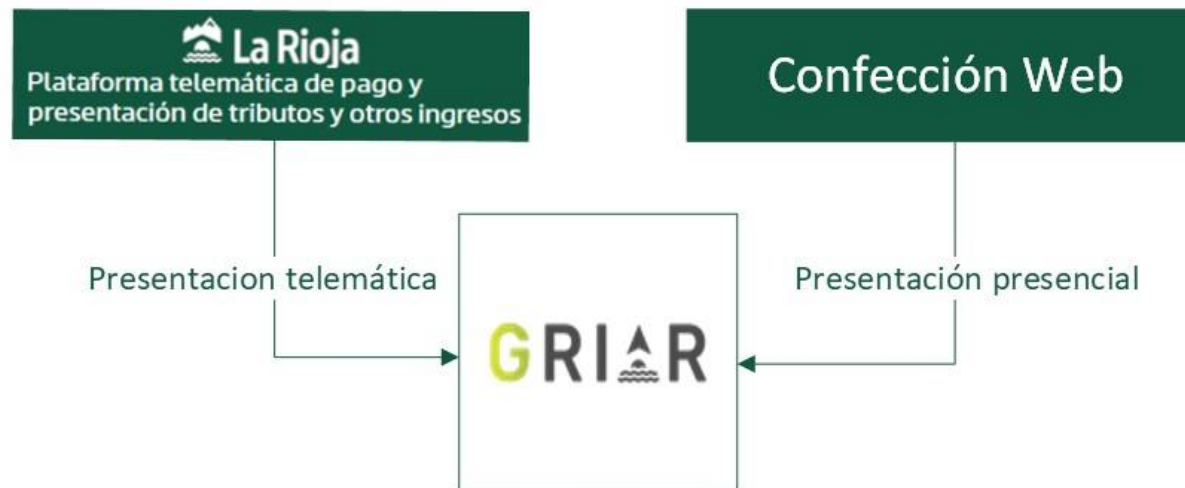 La Rioja
Plataforma telemática de pago y
presentación de tributos y otros ingresos
Confección Web
Presentacion telemática
Presentación presencial
GRIAR